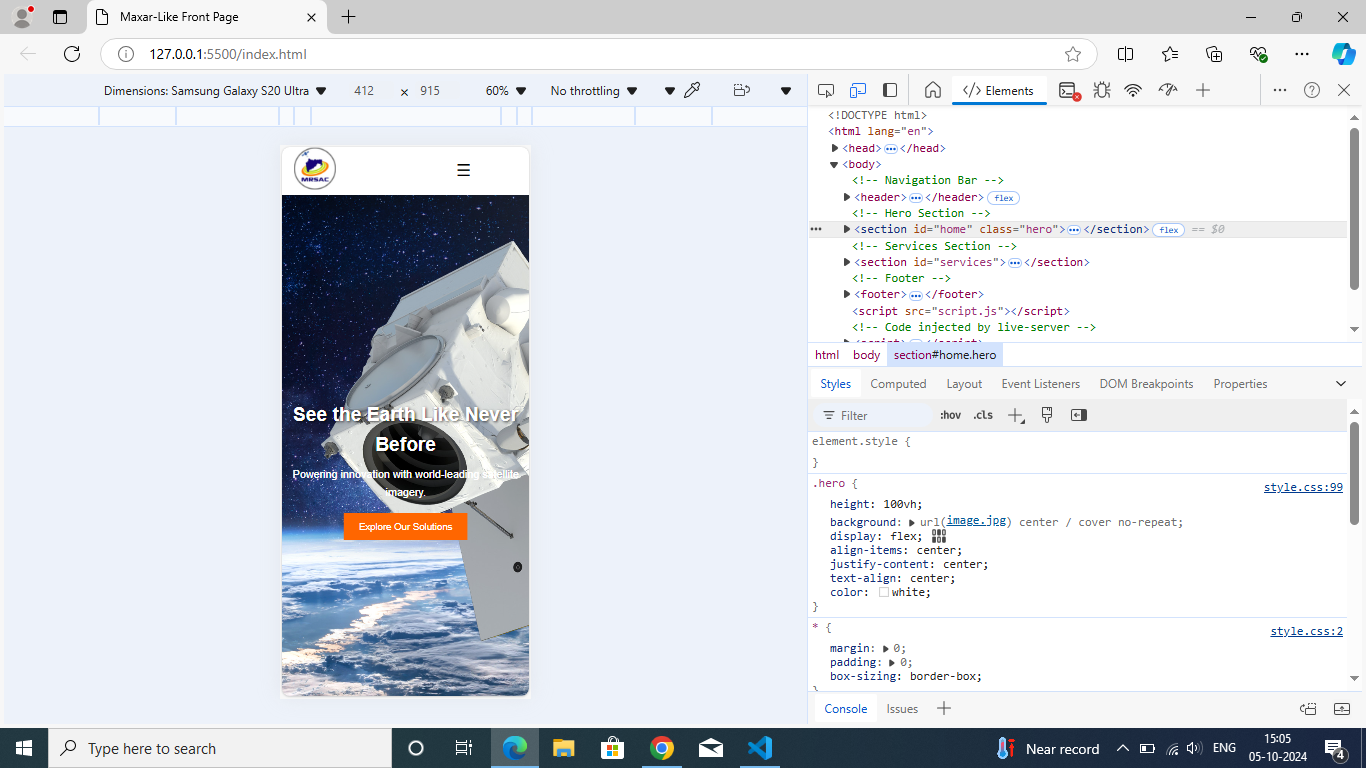 Maxar-Like Front Page
127.0.0.1:5500/index.html
Dimensions: Samsung Galaxy S20 Ultra
412 × 915
60%
No throttling
MRSAC
☰
See the Earth Like Never
Before
Powering innovation with world-leading satellite
imagery.
Explore Our Solutions
Elements
<!DOCTYPE html>
<html lang="en">
<head> </head>
<body>
<!-- Navigation Bar -->
<header> </header> flex
<!-- Hero Section -->
<section id="home" class="hero"> </section> flex == $0
<!-- Services Section -->
<section id="services"> </section>
<!-- Footer -->
<footer> </footer>
<script src="script.js"></script>
<!-- Code injected by live-server -->
html body section#home.hero
Styles Computed Layout Event Listeners DOM Breakpoints Properties
Filter :hov .cls
element.style {
}
.hero { style.css:99
height: 100vh;
background: url(image.jpg) center / cover no-repeat;
display: flex;
align-items: center;
justify-content: center;
text-align: center;
color: white;
}
* { style.css:2
margin: 0;
padding: 0;
box-sizing: border-box;
Console Issues
Type here to search
Near record
ENG
15:05
05-10-2024
4